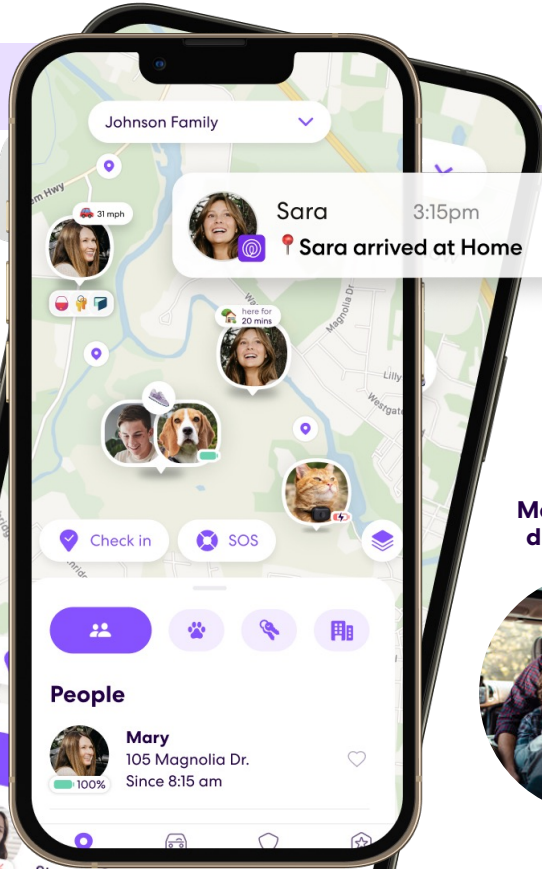 Johnson Family
31 mph
Sara
3:15pm
Sara arrived at Home
here for
20 mins
Magnolia Dr
Lilly
Westgate
Check in
SOS
People
Mary
105 Magnolia Dr.
100%
Since 8:15 am